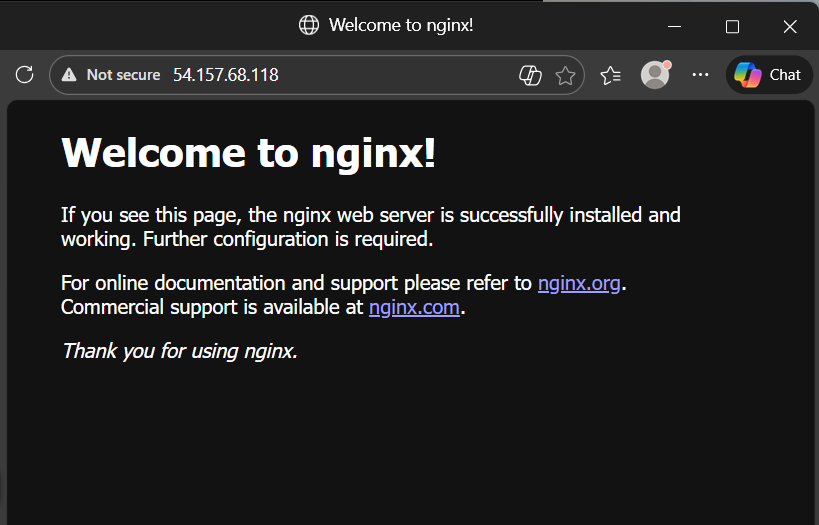 Welcome to nginx!
Not secure 54.157.68.118
Chat
Welcome to nginx!
If you see this page, the nginx web server is successfully installed and
working. Further configuration is required.
For online documentation and support please refer to nginx.org.
Commercial support is available at nginx.com.
Thank you for using nginx.